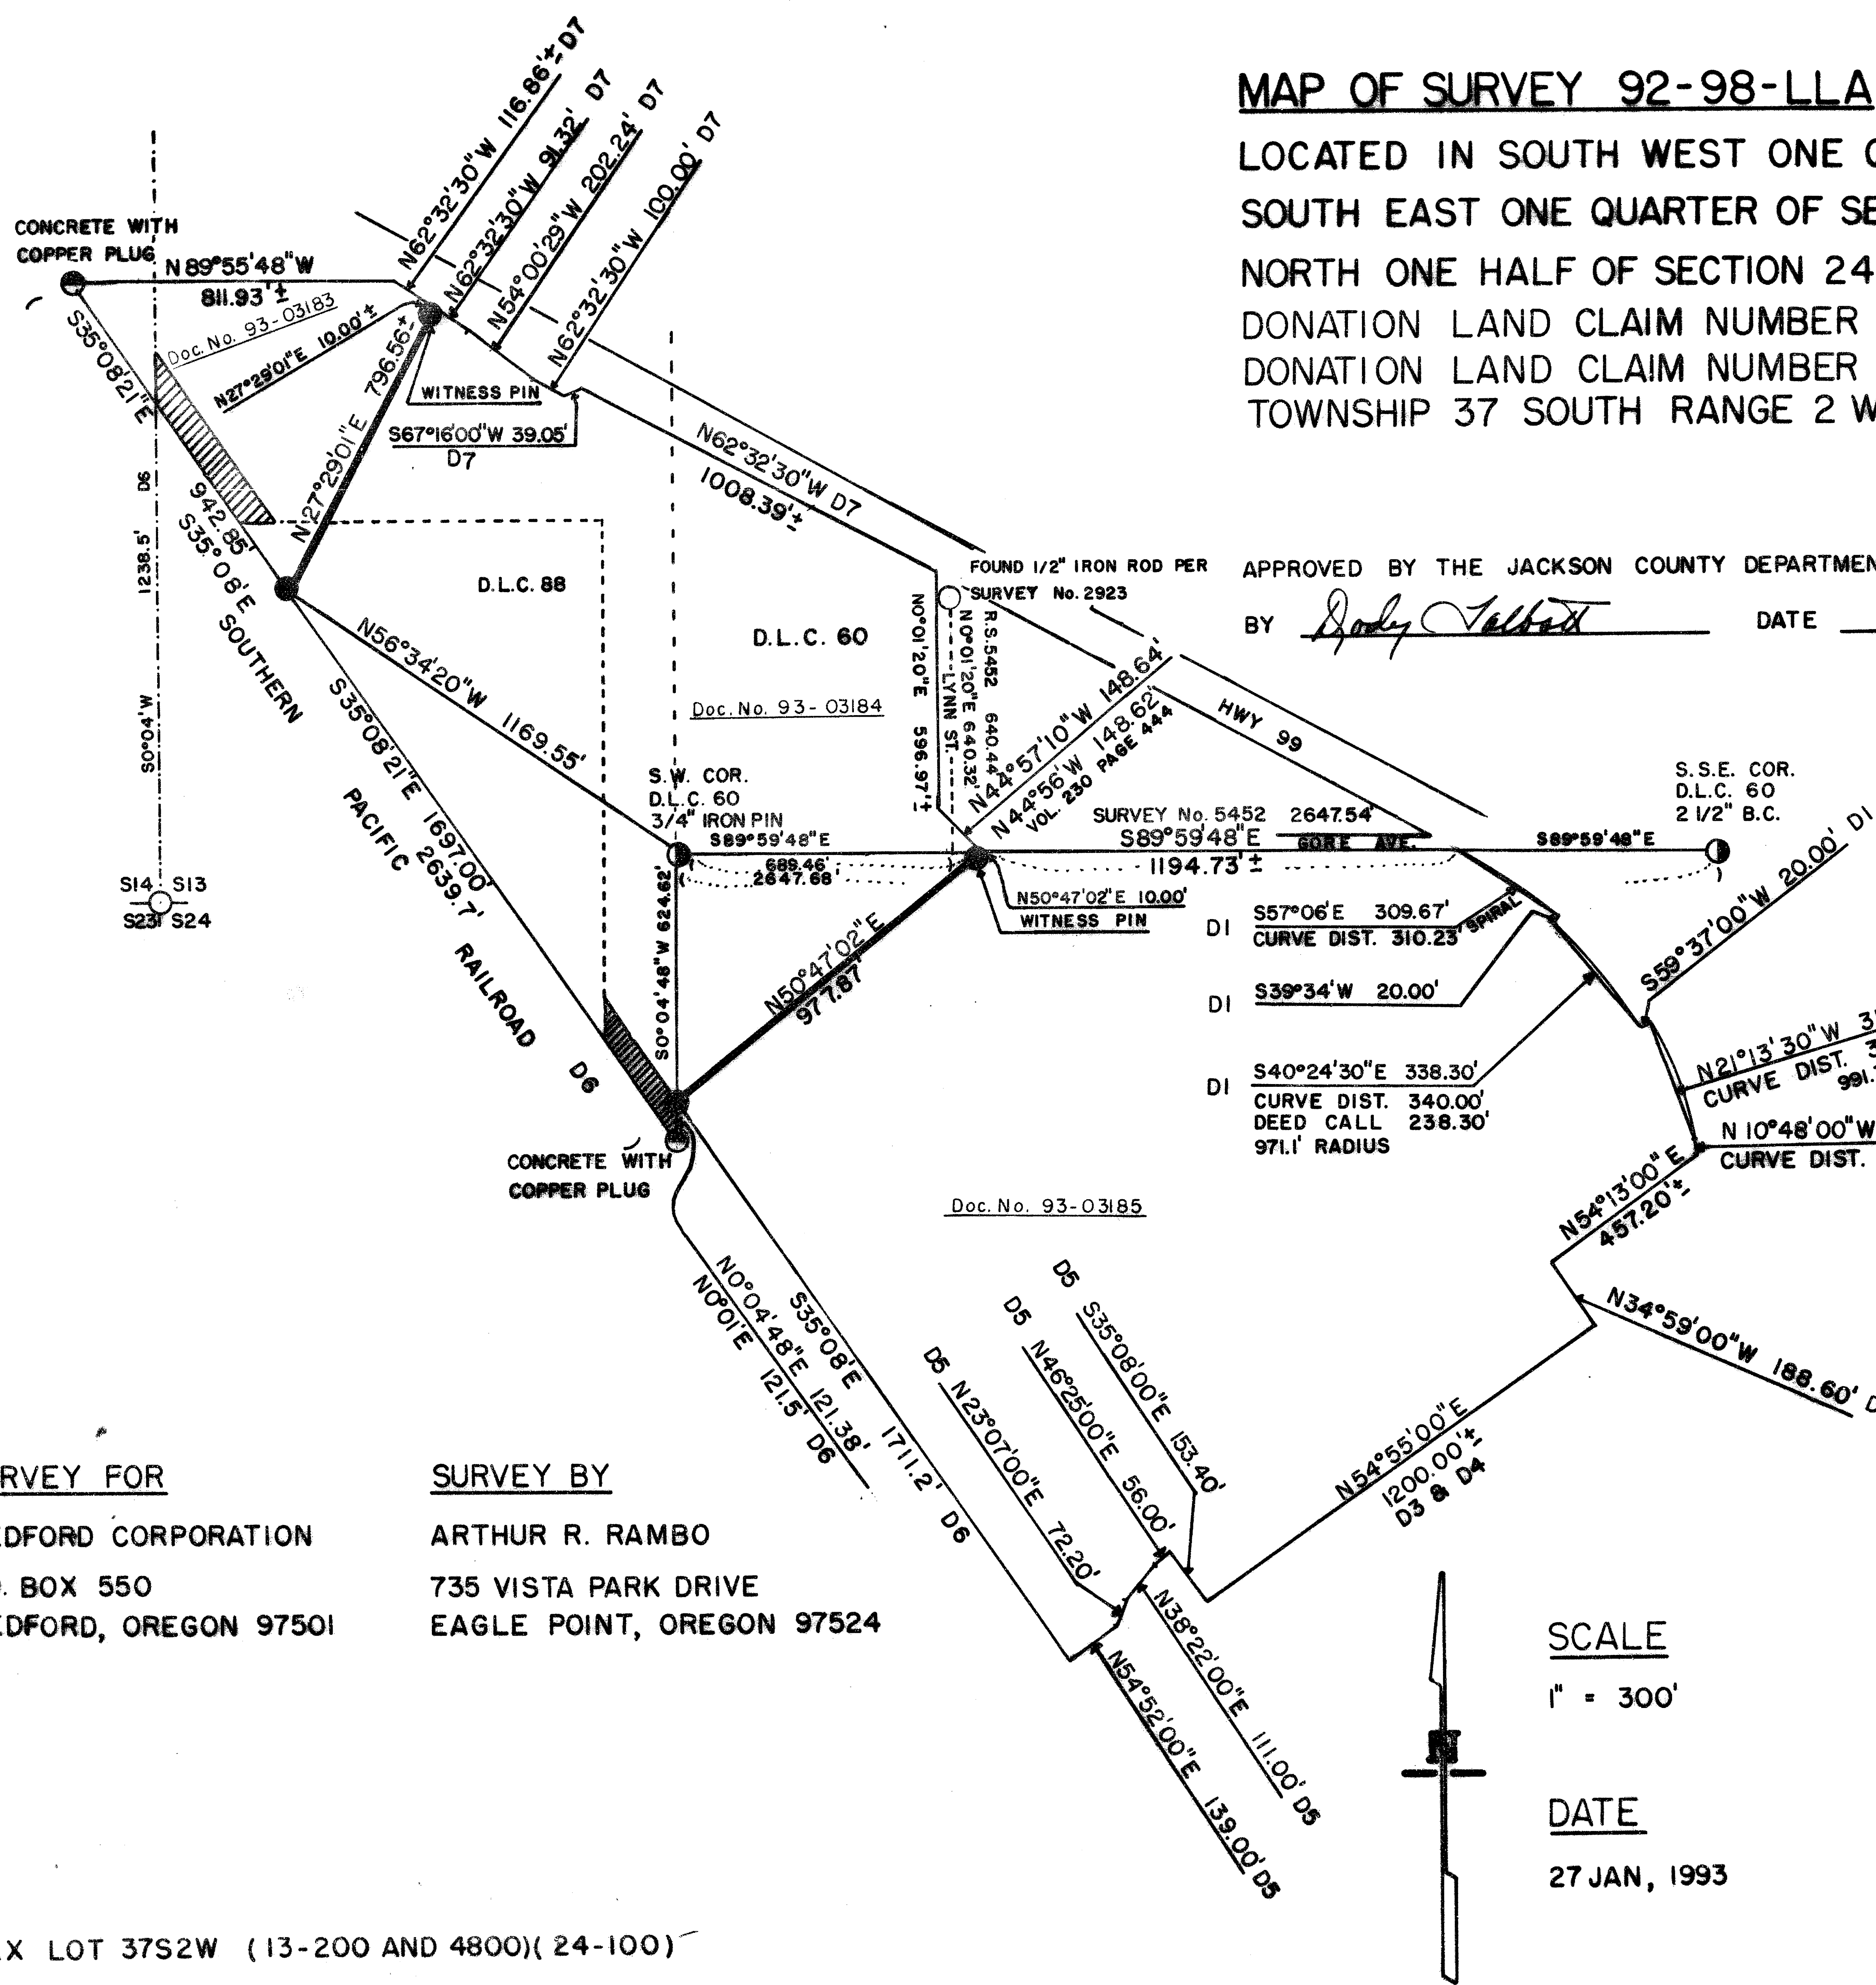 MAP OF SURVEY 92-98-LLA
LOCATED IN SOUTH WEST ONE
SOUTH EAST ONE QUARTER OF
NORTH ONE HALF OF SECTION 24
DONATION LAND CLAIM NUMBER
DONATION LAND CLAIM NUMBER
TOWNSHIP 37 SOUTH RANGE 2 W
APPROVED BY THE JACKSON COUNTY
BY Dody Talbott DATE
N62°32'30"W 116.86'± D7
N62°32'30"W 91.32' D7
N54°00'29"W 202.24' D7
N62°32'30"W 100.00' D7
CONCRETE WITH
COPPER PLUG
N89°55'48"W
811.93'±
Doc. No. 93-03183
N27°29'01"E 10.00'±
S35°08'21"E
942.85'
S35°08'E
N27°29'01"E 796.56'±
WITNESS PIN
S67°16'00"W 39.05'
D7
N62°32'30"W D7
1008.39'±
1238.5' D6
S0°04'W
D.L.C. 88
D.L.C. 60
FOUND 1/2" IRON ROD PER
SURVEY No. 2923
N56°34'20"W 1169.55'
Doc. No. 93-03184
N0°01'20"E 596.97'±
LYNN ST.
N0°01'20"E 640.32'
R.S. 5452 640.44'
N44°57'10"W 148.64'
N44°56'W 148.62'
VOL. 230 PAGE 444
HWY 99
SOUTHERN PACIFIC RAILROAD D6
S35°08'21"E 1697.00'
2639.7'
S.W. COR.
D.L.C. 60
3/4" IRON PIN
S89°59'48"E
689.46'
2647.68'
SURVEY No. 5452 2647.54'
S89°59'48"E GORE AVE.
1194.73'±
S89°59'48"E
S.S.E. COR.
D.L.C. 60
2 1/2" B.C.
S14 S13
S23 S24
S0°04'48"W 624.62'
N50°47'02"E
977.87'
N50°47'02"E 10.00'
WITNESS PIN
D1 S57°06'E 309.67'
CURVE DIST. 310.23'
SPIRAL
D1 S39°34'W 20.00'
D1 S40°24'30"E 338.30'
CURVE DIST. 340.00'
DEED CALL 238.30'
971.1' RADIUS
S59°37'00"W 20.00' D1
N21°13'30"W
CURVE DIST.
N10°48'00"W
CURVE DIST.
N54°13'00"E
457.20'±
N34°59'00"W 188.60'
CONCRETE WITH
COPPER PLUG
Doc. No. 93-03185
N0°04'48"E 121.38'
N0°01'E 121.5' D6
S35°08'E 1711.2' D6
D5 N23°07'00"E 72.20'
D5 N46°25'00"E 56.00'
D5 S35°08'00"E 153.40'
N54°55'00"E
1200.00'±
D3 & D4
N38°22'00"E 111.00' D5
N54°52'00"E 139.00' D5
RVEY FOR
EDFORD CORPORATION
. BOX 550
EDFORD, OREGON 97501
SURVEY BY
ARTHUR R. RAMBO
735 VISTA PARK DRIVE
EAGLE POINT, OREGON 97524
SCALE
1" = 300'
DATE
27 JAN, 1993
X LOT 37S2W (13-200 AND 4800)(24-100)